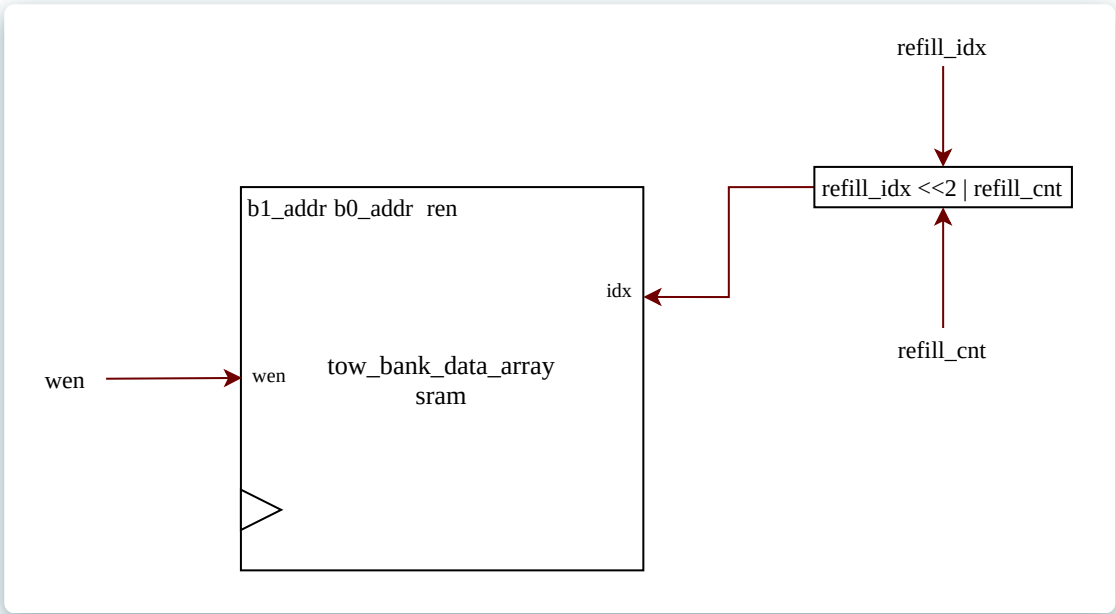 refill_idx
refill_idx <<2 | refill_cnt
b1_addr b0_addr ren
idx
refill_cnt
wen
wen
tow_bank_data_array
sram